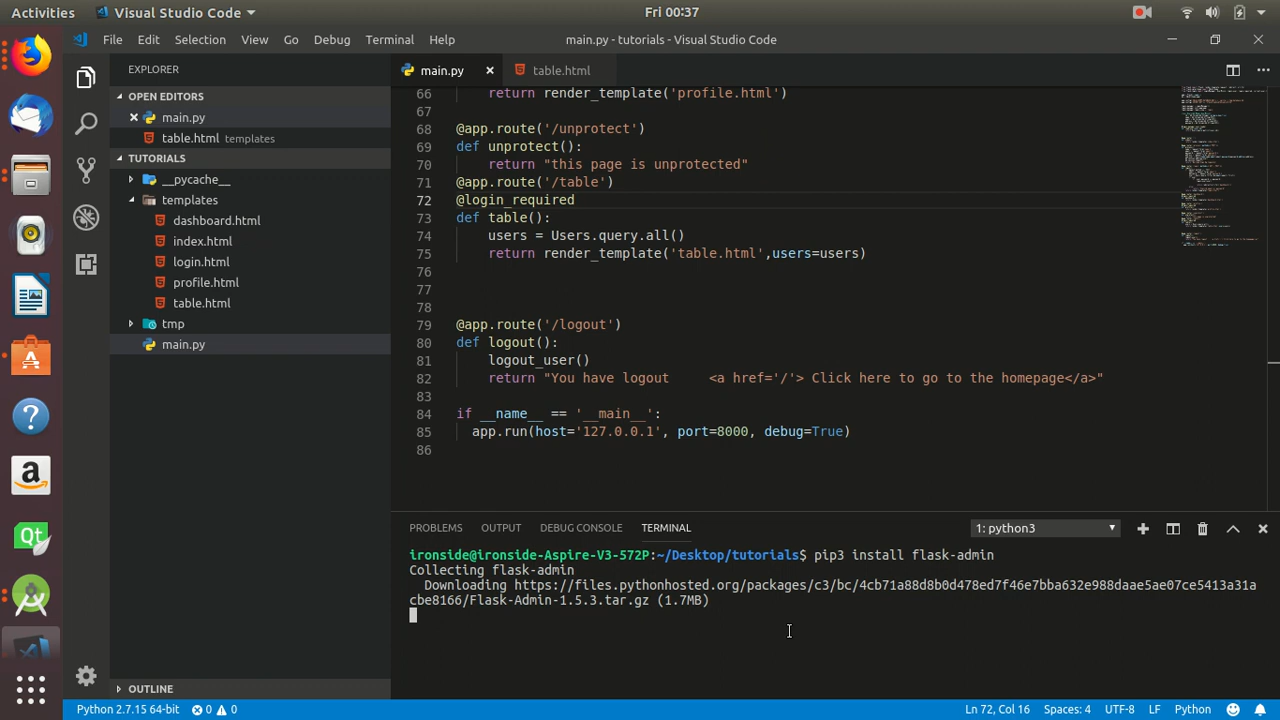 Activities
Visual Studio Code
Fri 00:37
File Edit Selection View Go Debug Terminal Help
main.py - tutorials - Visual Studio Code
EXPLORER
OPEN EDITORS
main.py
table.html templates
TUTORIALS
__pycache__
templates
dashboard.html
index.html
login.html
profile.html
table.html
tmp
main.py
OUTLINE
main.py
table.html
66 return render_template('profile.html')
67
68 @app.route('/unprotect')
69 def unprotect():
70 return "this page is unprotected"
71 @app.route('/table')
72 @login_required
73 def table():
74 users = Users.query.all()
75 return render_template('table.html',users=users)
76
77
78
79 @app.route('/logout')
80 def logout():
81 logout_user()
82 return "You have logout     <a href='/'> Click here to go to the homepage</a>"
83
84 if __name__ == '__main__':
85 app.run(host='127.0.0.1', port=8000, debug=True)
86
PROBLEMS OUTPUT DEBUG CONSOLE TERMINAL
1: python3
ironside@ironside-Aspire-V3-572P:~/Desktop/tutorials$ pip3 install flask-admin
Collecting flask-admin
Downloading https://files.pythonhosted.org/packages/c3/bc/4cb71a88d8b0d478ed7f46e7bba632e988daae5ae07ce5413a31a
cbe8166/Flask-Admin-1.5.3.tar.gz (1.7MB)
Python 2.7.15 64-bit
0
0
Ln 72, Col 16
Spaces: 4
UTF-8
LF
Python